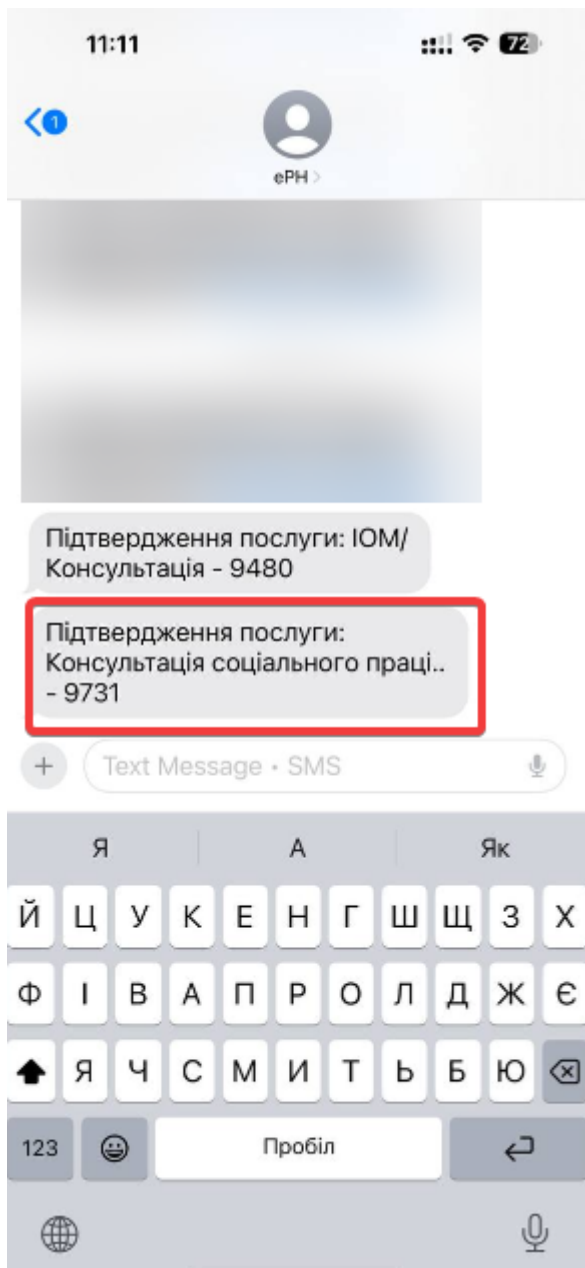 11:11
72
1
ePH >
Підтвердження послуги: IOM/
Консультація - 9480
Підтвердження послуги:
Консультація соціального праці..
- 9731
Text Message • SMS
Я А Як
Й Ц У К Е Н Г Ш Щ З Х
Ф І В А П Р О Л Д Ж Є
Я Ч С М И Т Ь Б Ю
123 Пробіл